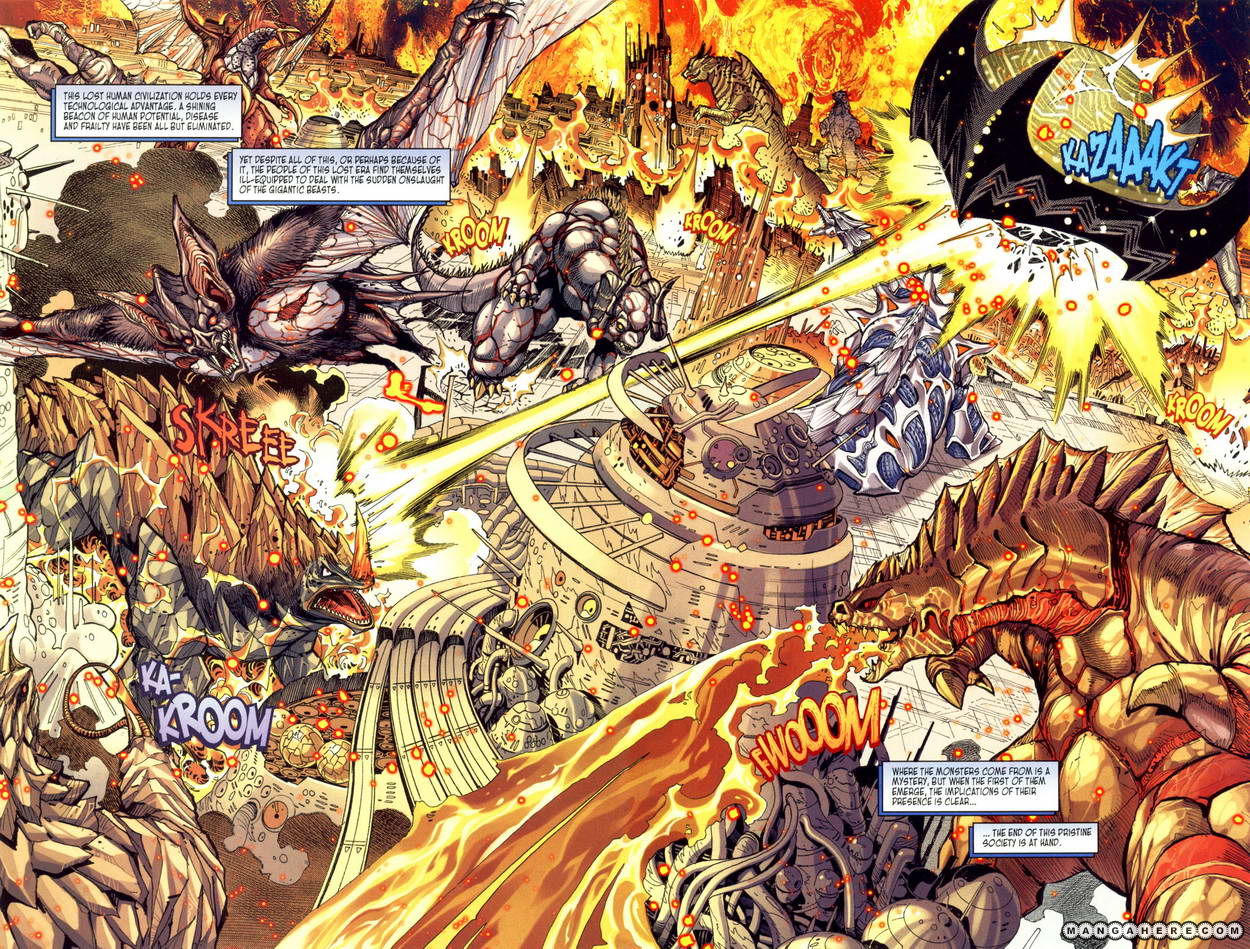 THIS LOST HUMAN CIVILIZATION HOLDS EVERY
TECHNOLOGICAL ADVANTAGE. A SHINING
BEACON OF HUMAN POTENTIAL, DISEASE
AND FRAILTY HAVE BEEN ALL BUT ELIMINATED.
YET DESPITE ALL OF THIS, OR PERHAPS BECAUSE OF
IT, THE PEOPLE OF THIS LOST ERA FIND THEMSELVES
ILL-EQUIPPED TO DEAL WITH THE SUDDEN ONSLAUGHT
OF THE GIGANTIC BEASTS.
KAZAAAKT
KROOM
KROOM
KROOM
SKREEE
KA-
KROOM
FWOOOM
WHERE THE MONSTERS COME FROM IS A
MYSTERY, BUT WHEN THE FIRST OF THEM
EMERGE, THE IMPLICATIONS OF THEIR
PRESENCE IS CLEAR...
... THE END OF THIS PRISTINE
SOCIETY IS AT HAND.
MANGAHERE.COM